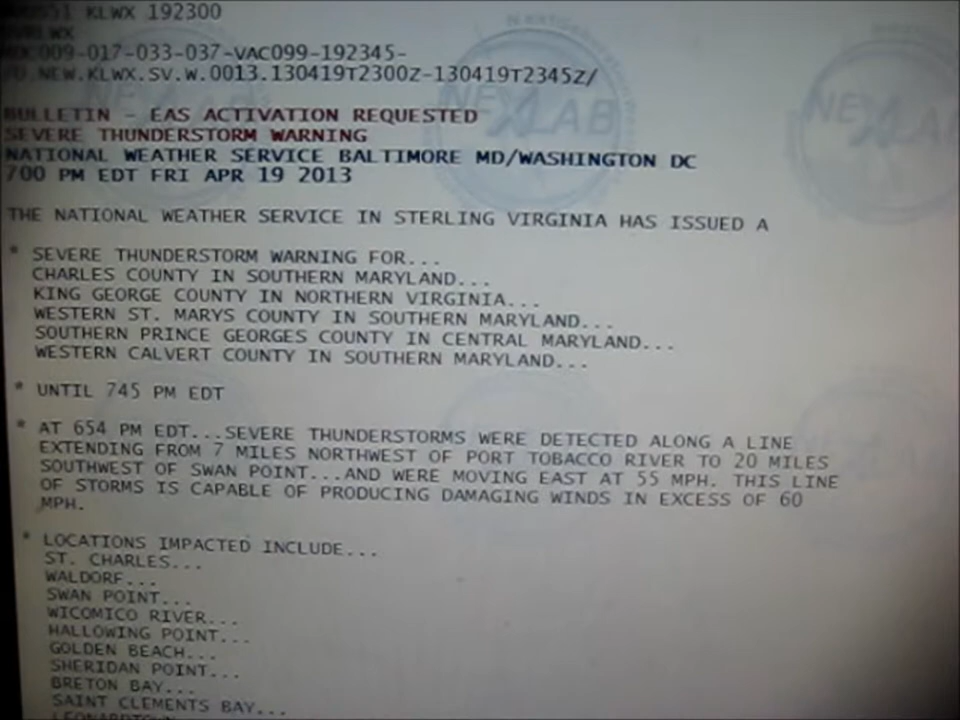 KLWX 192300
009-017-033-037-VAC099-192345-
NEW.KLWX.SV.W.0013.130419T2300Z-130419T2345Z/
BULLETIN - EAS ACTIVATION REQUESTED
SEVERE THUNDERSTORM WARNING
NATIONAL WEATHER SERVICE BALTIMORE MD/WASHINGTON DC
700 PM EDT FRI APR 19 2013
THE NATIONAL WEATHER SERVICE IN STERLING VIRGINIA HAS ISSUED A
* SEVERE THUNDERSTORM WARNING FOR...
CHARLES COUNTY IN SOUTHERN MARYLAND...
KING GEORGE COUNTY IN NORTHERN VIRGINIA...
WESTERN ST. MARYS COUNTY IN SOUTHERN MARYLAND...
SOUTHERN PRINCE GEORGES COUNTY IN CENTRAL MARYLAND...
WESTERN CALVERT COUNTY IN SOUTHERN MARYLAND...
* UNTIL 745 PM EDT
* AT 654 PM EDT...SEVERE THUNDERSTORMS WERE DETECTED ALONG A LINE
EXTENDING FROM 7 MILES NORTHWEST OF PORT TOBACCO RIVER TO 20 MILES
SOUTHWEST OF SWAN POINT...AND WERE MOVING EAST AT 55 MPH. THIS LINE
OF STORMS IS CAPABLE OF PRODUCING DAMAGING WINDS IN EXCESS OF 60
MPH.
* LOCATIONS IMPACTED INCLUDE...
ST. CHARLES...
WALDORF...
SWAN POINT...
WICOMICO RIVER...
HALLOWING POINT...
GOLDEN BEACH...
SHERIDAN POINT...
BRETON BAY...
SAINT CLEMENTS BAY...
NEXLAB